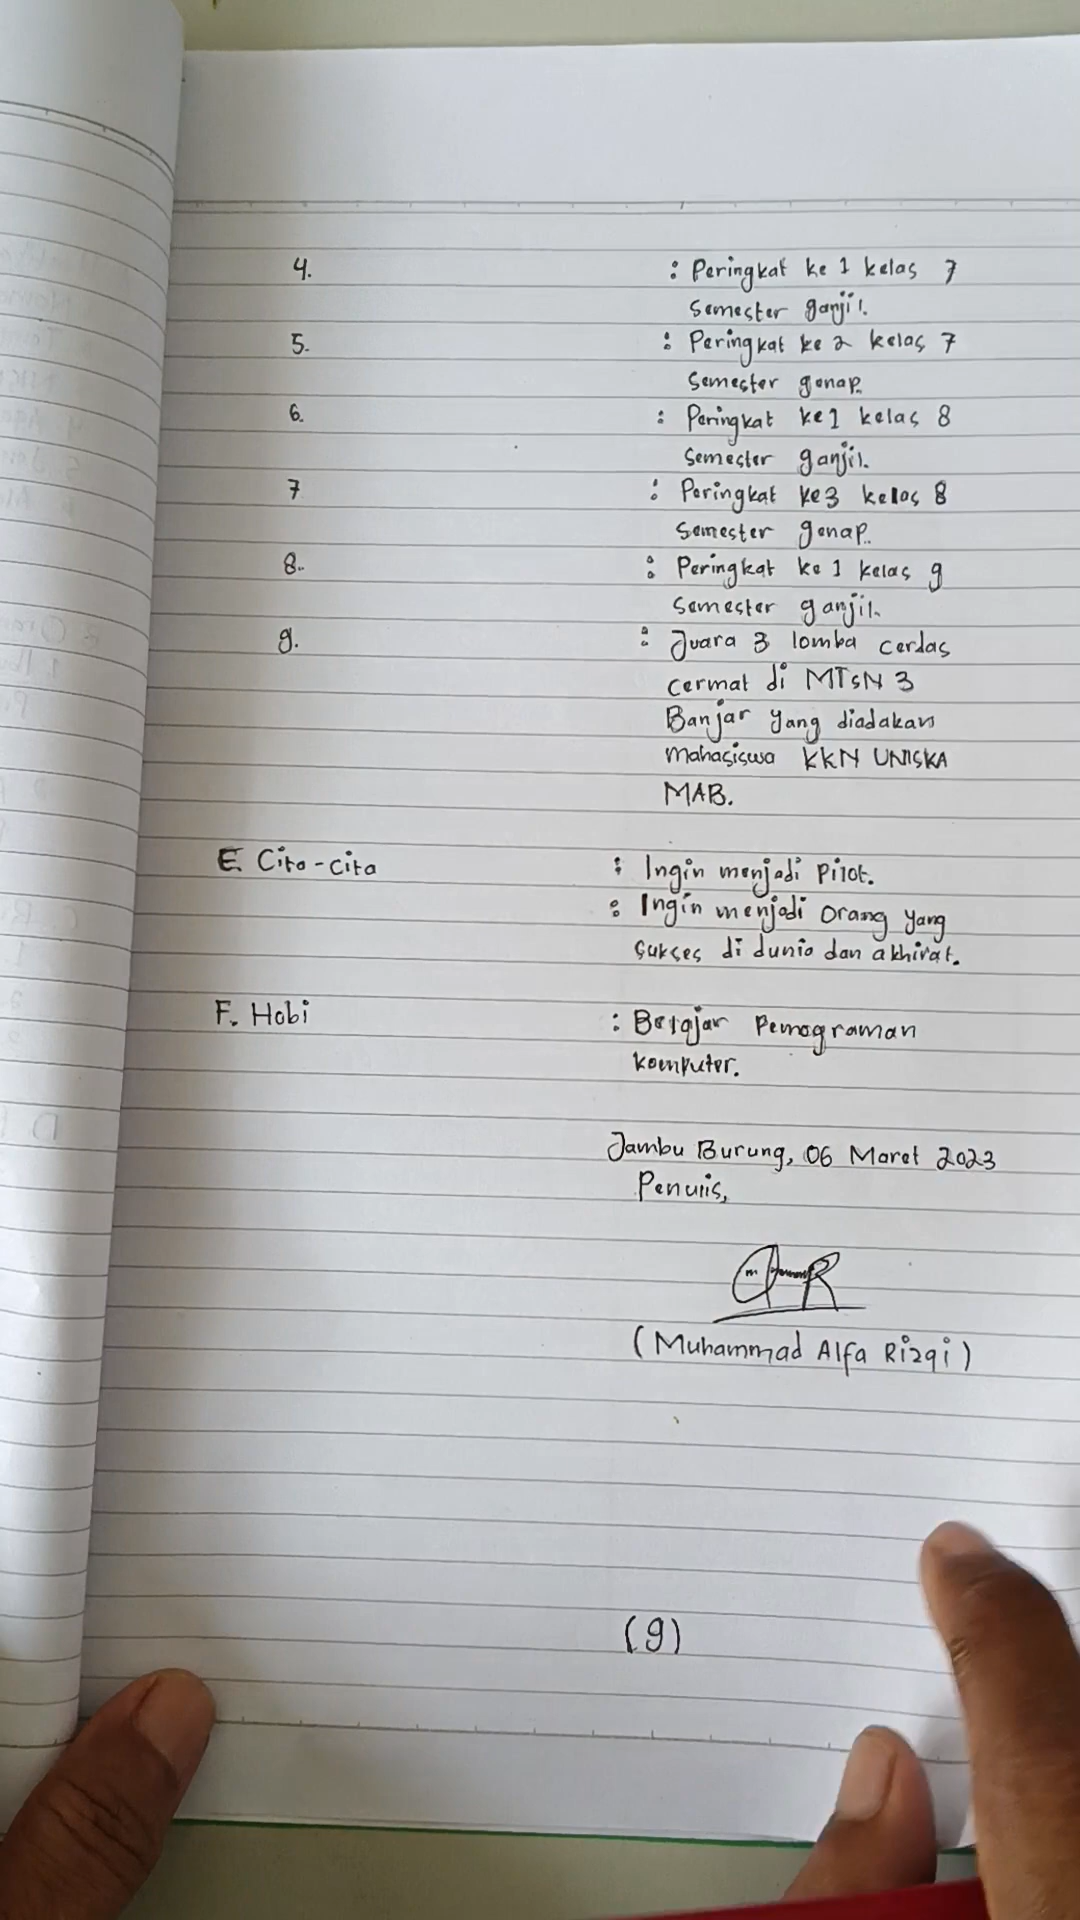 4. : Peringkat ke 1 kelas 7
Semester ganjil.
5. : Peringkat ke 2 kelas 7
Semester genap.
6. : Peringkat ke 1 kelas 8
Semester ganjil.
7 : Peringkat ke 3 kelas 8
Semester genap.
8. : Peringkat ke 1 kelas 9
Semester ganjil.
9. : Juara 3 lomba cerdas
cermat di MTsN 3
Banjar yang diadakan
mahasiswa KKN UNISKA
MAB.
E. Cita-cita : Ingin menjadi Pilot.
: Ingin menjadi orang yang
sukses di dunia dan akhirat.
F. Hobi : Belajar Pemograman
komputer.
Jambu Burung, 06 Maret 2023
Penulis,
(Muhammad Alfa Rizqi)
(9)